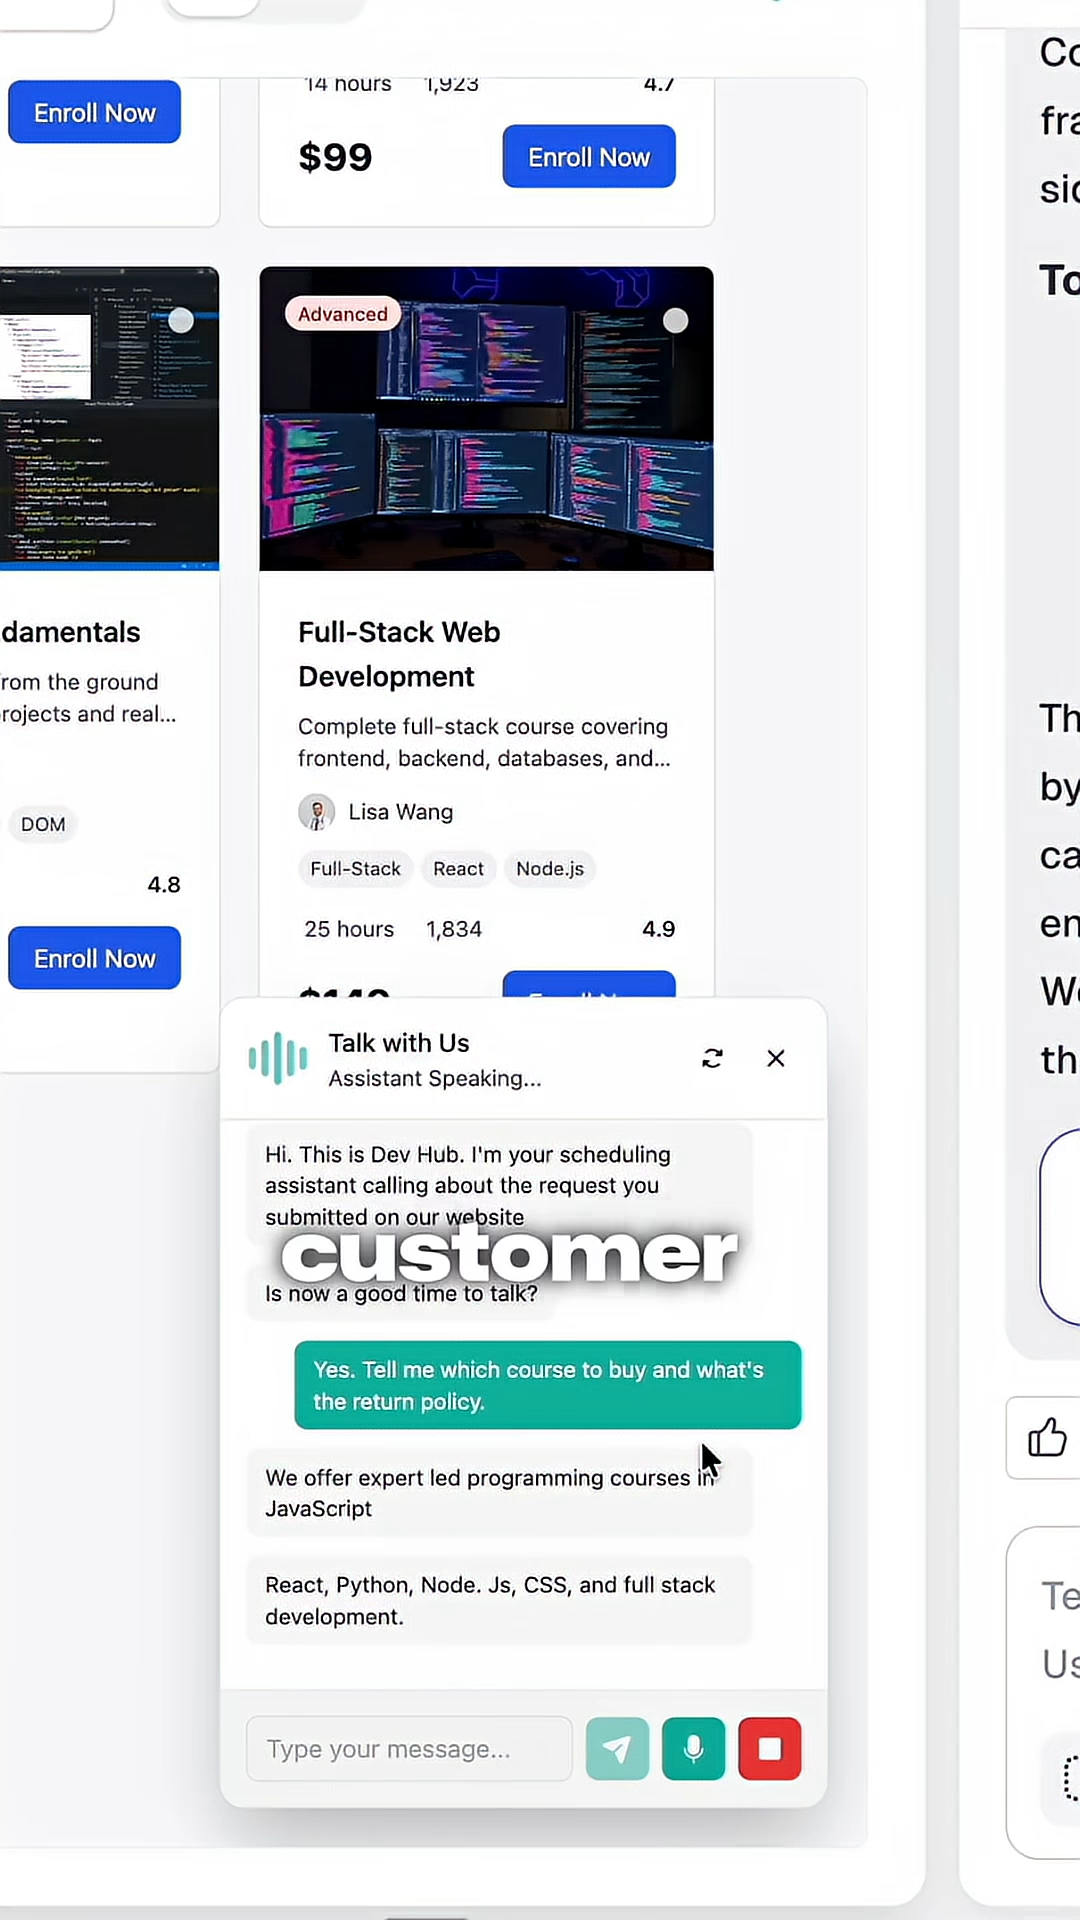 Enroll Now
14 hours 1,923 4.7
$99 Enroll Now
Advanced
damentals
rom the ground
rojects and real...
DOM
4.8
Enroll Now
Full-Stack Web
Development
Complete full-stack course covering
frontend, backend, databases, and...
Lisa Wang
Full-Stack React Node.js
25 hours 1,834 4.9
Talk with Us
Assistant Speaking...
Hi. This is Dev Hub. I'm your scheduling
assistant calling about the request you
submitted on our website
customer
Is now a good time to talk?
Yes. Tell me which course to buy and what's
the return policy.
We offer expert led programming courses in
JavaScript
React, Python, Node. Js, CSS, and full stack
development.
Type your message...